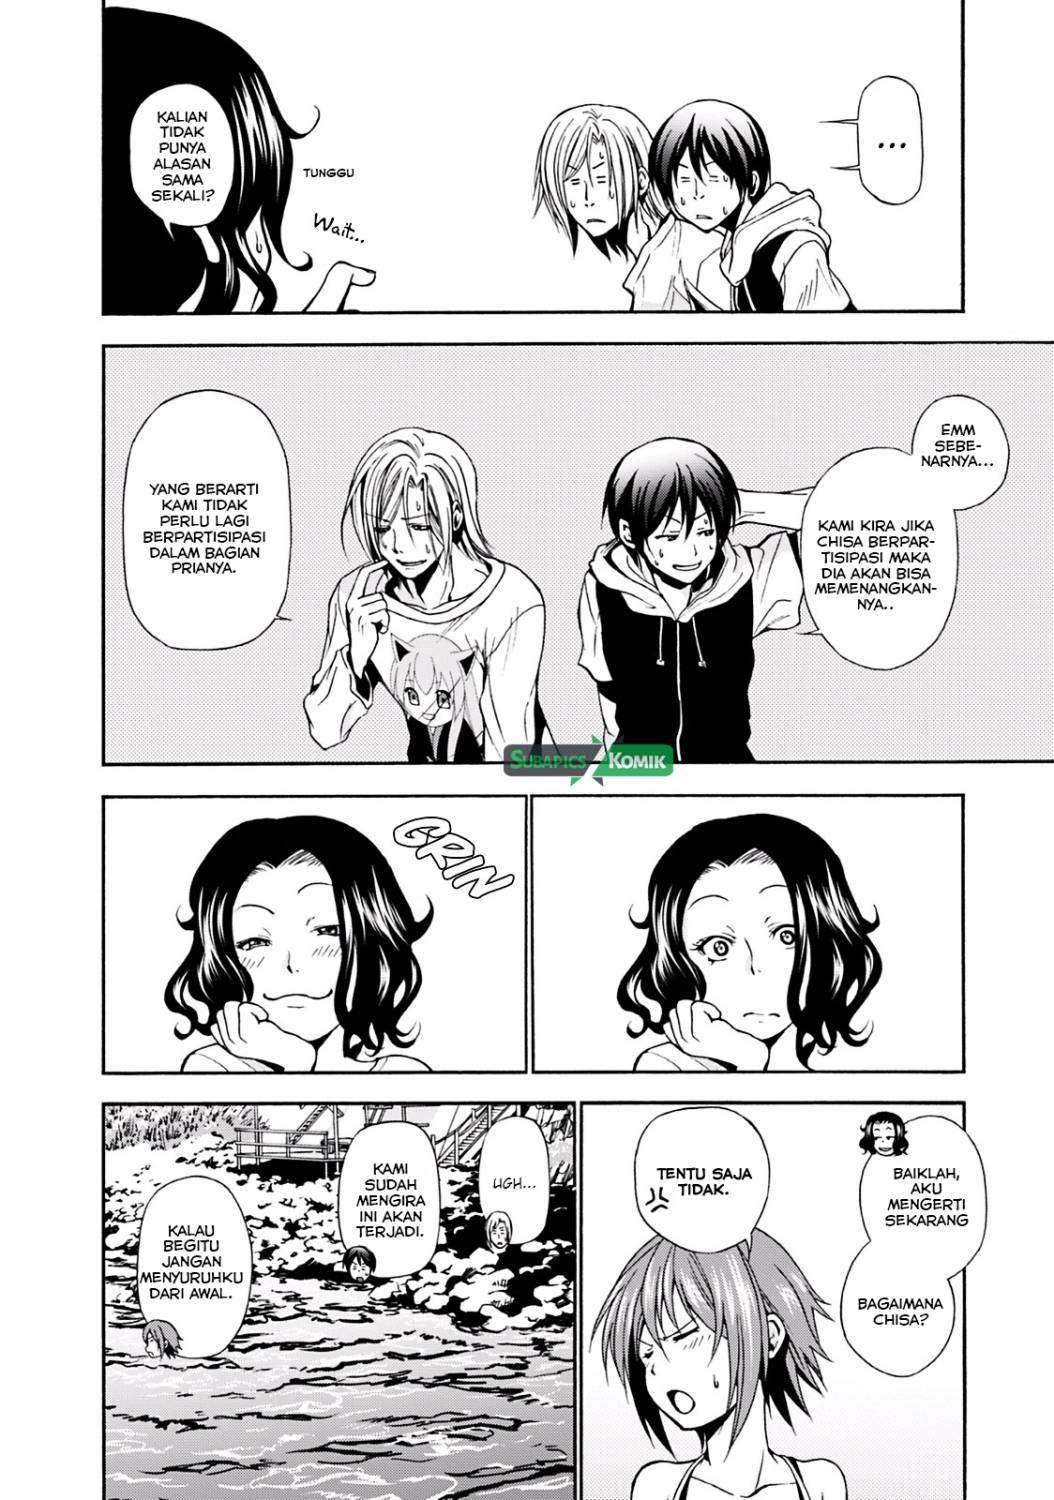 ...
KALIAN
TIDAK
PUNYA
ALASAN
SAMA
SEKALI?
TUNGGU
Wait...
EMM
SEBE-
NARNYA...
KAMI KIRA JIKA
CHISA BERPAR-
TISIPASI MAKA
DIA AKAN BISA
MEMENANGKAN-
NYA..
YANG BERARTI
KAMI TIDAK
PERLU LAGI
BERPARTISIPASI
DALAM BAGIAN
PRIANYA.
SUBAPICS KOMIK
GRIN
BAIKLAH,
AKU
MENGERTI
SEKARANG
BAGAIMANA
CHISA?
TENTU SAJA
TIDAK.
UGH...
KAMI
SUDAH
MENGIRA
INI AKAN
TERJADI.
KALAU
BEGITU
JANGAN
MENYURUHKU
DARI AWAL.